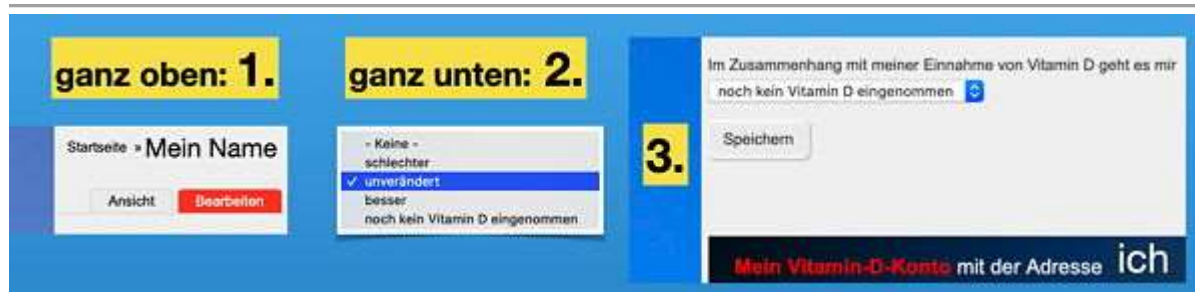 ganz oben: 1.
Startseite » Mein Name
Ansicht Bearbeiten
ganz unten: 2.
- Keine -
schlechter
✓ unverändert
besser
noch kein Vitamin D eingenommen
3.
Im Zusammenhang mit meiner Einnahme von Vitamin D geht es mir
noch kein Vitamin D eingenommen
Speichern
Mein Vitamin-D-Konto mit der Adresse ich